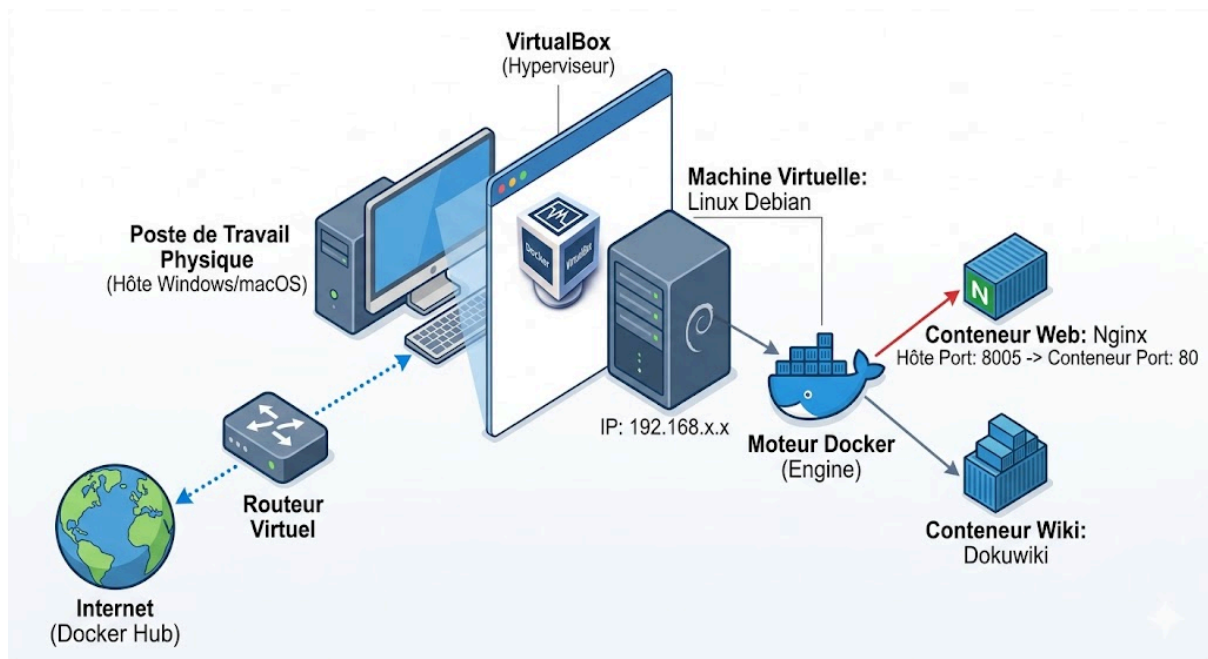 VirtualBox
(Hyperviseur)
Machine Virtuelle:
Linux Debian
Poste de Travail
Physique
(Hôte Windows/macOS)
Docker
VirtualBox
N
Conteneur Web: Nginx
Hôte Port: 8005 -> Conteneur Port: 80
IP: 192.168.x.x
Moteur Docker
(Engine)
Routeur
Virtuel
Conteneur Wiki:
Dokuwiki
Internet
(Docker Hub)